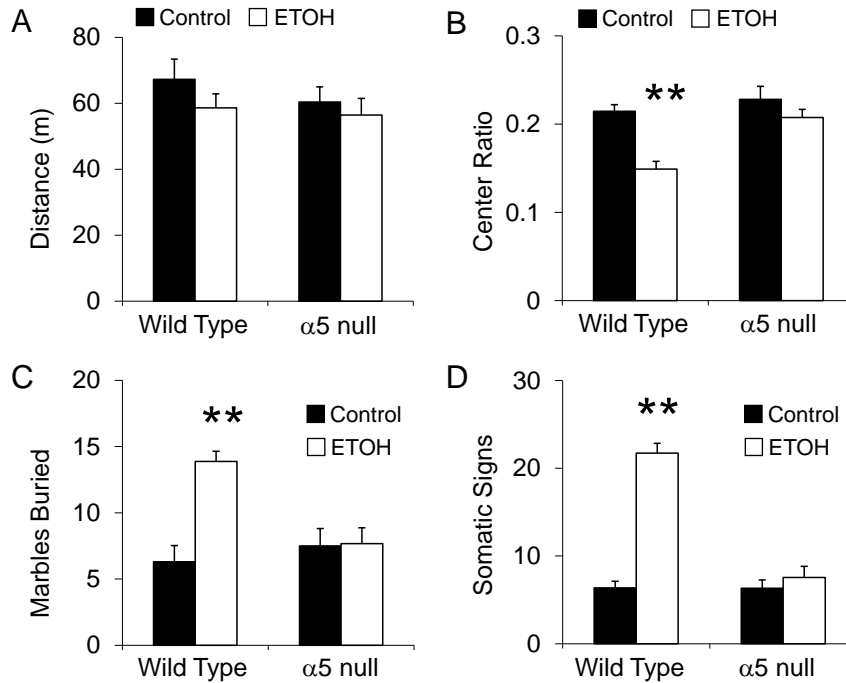 A
Control ETOH
80
60
40
20
0
Distance (m)
Wild Type α5 null
B
Control ETOH
0.3
0.2
0.1
0
Center Ratio
**
Wild Type α5 null
C
20
15
10
5
0
Marbles Buried
**
Control
ETOH
Wild Type α5 null
D
30
20
10
0
Somatic Signs
**
Control
ETOH
Wild Type α5 null